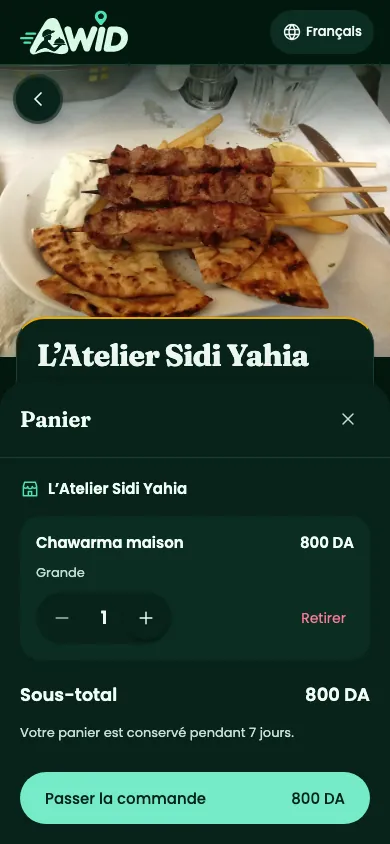 AWID
Français
L’Atelier Sidi Yahia
Panier
L’Atelier Sidi Yahia
Chawarma maison 800 DA
Grande
1
Retirer
Sous-total 800 DA
Votre panier est conservé pendant 7 jours.
Passer la commande 800 DA